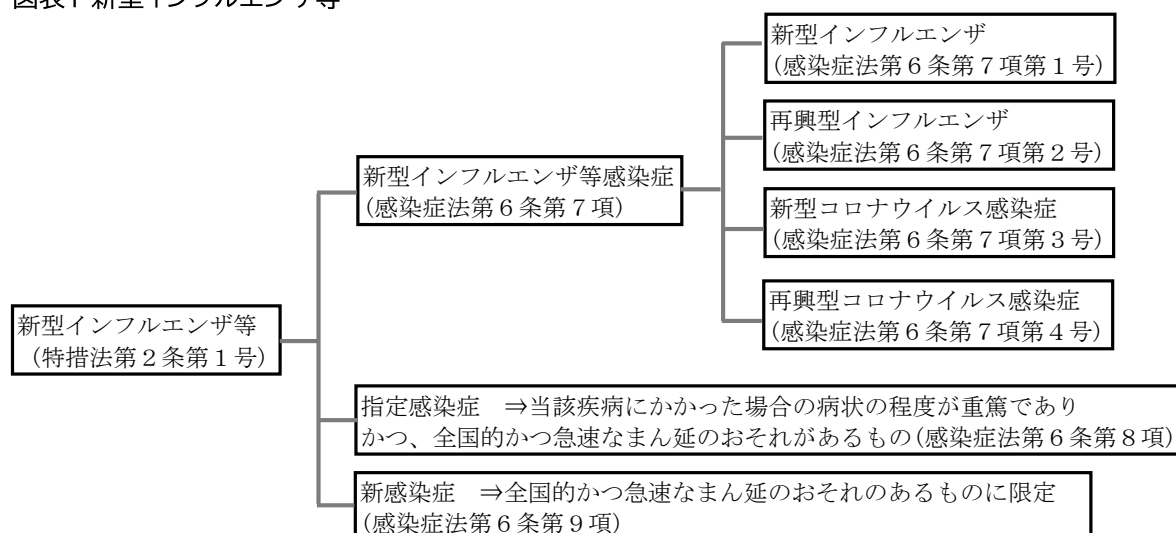 図表1 新型インフルエンザ等
新型インフルエンザ
(感染症法第6条第7項第1号)
再興型インフルエンザ
(感染症法第6条第7項第2号)
新型インフルエンザ等感染症
(感染症法第6条第7項)
新型コロナウイルス感染症
(感染症法第6条第7項第3号)
再興型コロナウイルス感染症
(感染症法第6条第7項第4号)
新型インフルエンザ等
(特措法第2条第1号)
指定感染症 ⇒当該疾病にかかった場合の病状の程度が重篤であり
かつ、全国的かつ急速なまん延のおそれがあるもの(感染症法第6条第8項)
新感染症 ⇒全国的かつ急速なまん延のおそれのあるものに限定
(感染症法第6条第9項)